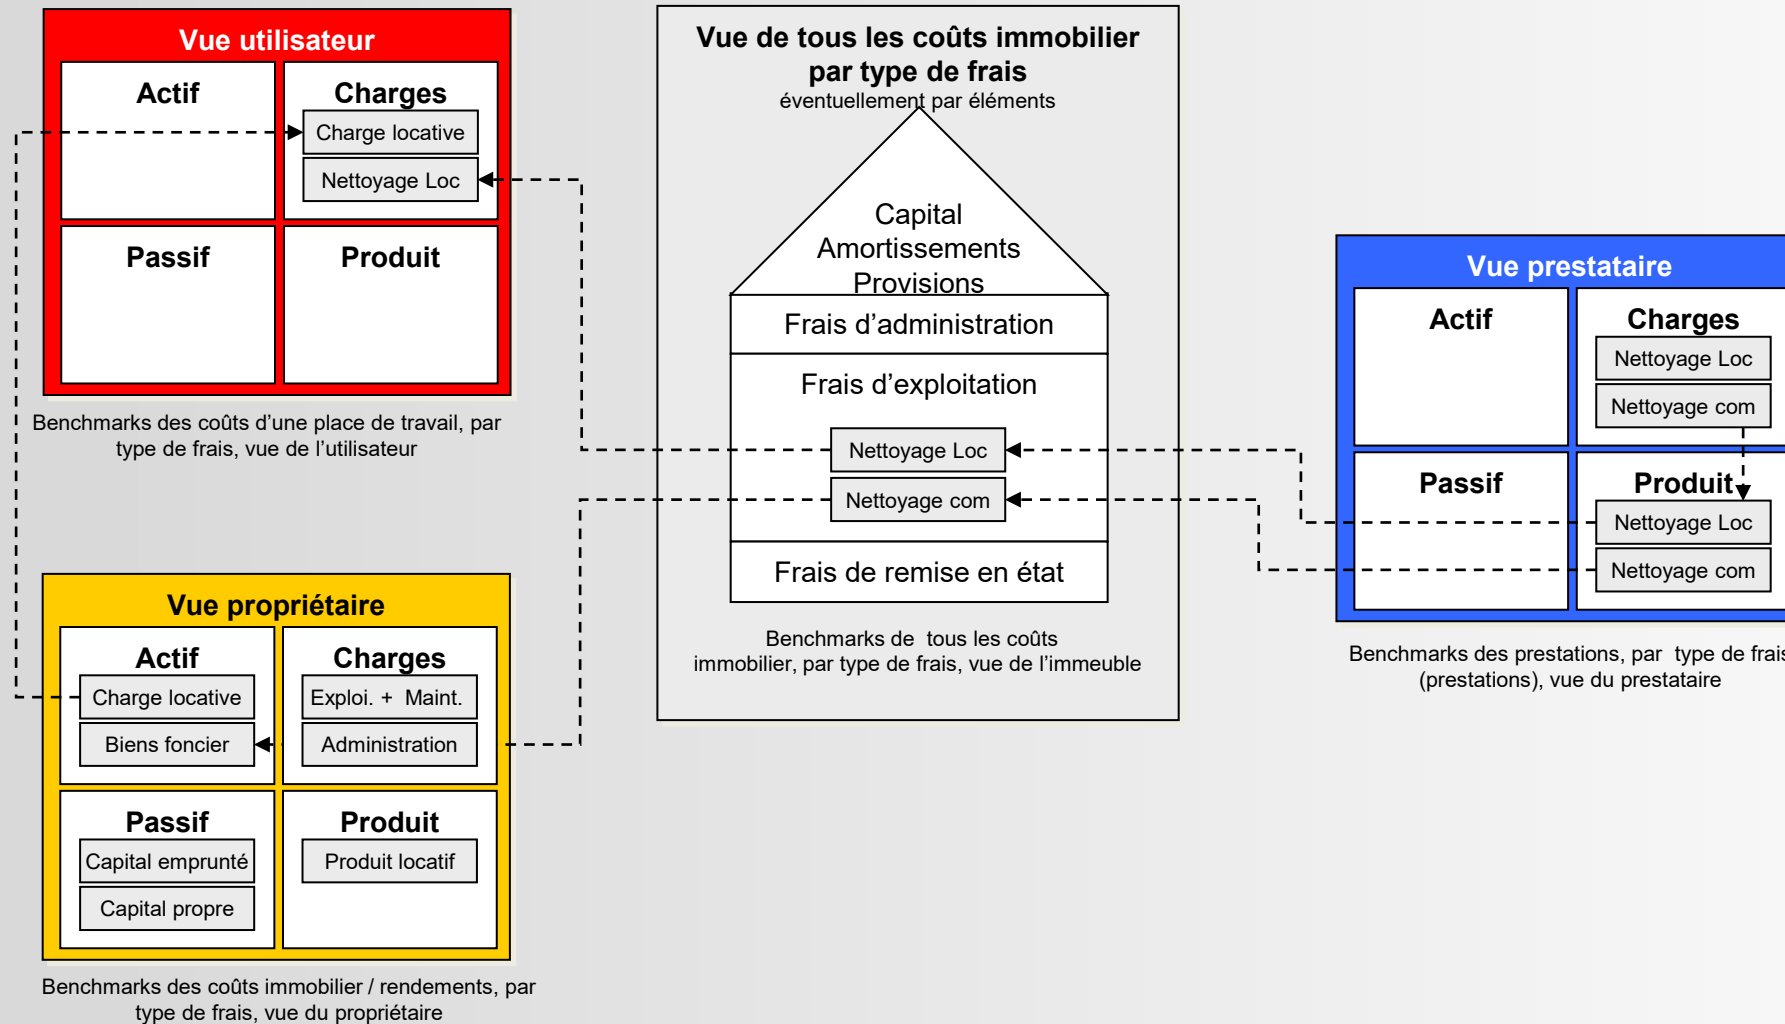 Vue utilisateur
Actif
Charges
Charge locative
Nettoyage Loc
Passif
Produit
Benchmarks des coûts d’une place de travail, par
type de frais, vue de l’utilisateur
Vue propriétaire
Actif
Charges
Charge locative
Exploi. + Maint.
Biens foncier
Administration
Passif
Produit
Capital emprunté
Produit locatif
Capital propre
Benchmarks des coûts immobilier / rendements, par
type de frais, vue du propriétaire
Vue de tous les coûts immobilier
par type de frais
éventuellement par éléments
Capital
Amortissements
Provisions
Frais d’administration
Frais d’exploitation
Nettoyage Loc
Nettoyage com
Frais de remise en état
Benchmarks de tous les coûts
immobilier, par type de frais, vue de l’immeuble
Vue prestataire
Actif
Charges
Nettoyage Loc
Nettoyage com
Passif
Produit
Nettoyage Loc
Nettoyage com
Benchmarks des prestations, par type de frais
(prestations), vue du prestataire